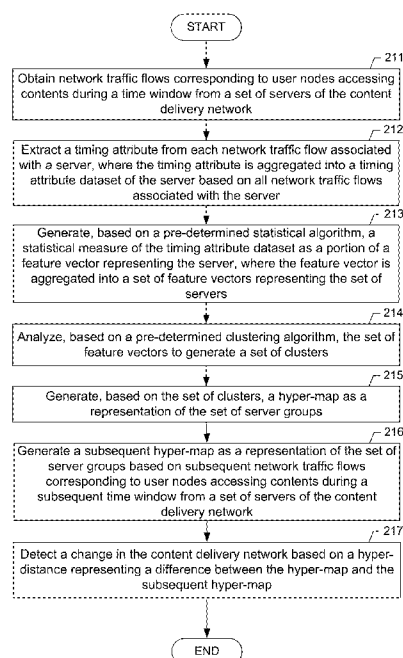 START
211
Obtain network traffic flows corresponding to user nodes accessing
contents during a time window from a set of servers of the content
delivery network
212
Extract a timing attribute from each network traffic flow associated
with a server, where the timing attribute is aggregated into a timing
attribute dataset of the server based on all network traffic flows
associated with the server
213
Generate, based on a pre-determined statistical algorithm, a
statistical measure of the timing attribute dataset as a portion of a
feature vector representing the server, where the feature vector is
aggregated into a set of feature vectors representing the set of
servers
214
Analyze, based on a pre-determined clustering algorithm, the set of
feature vectors to generate a set of clusters
215
Generate, based on the set of clusters, a hyper-map as a
representation of the set of server groups
216
Generate a subsequent hyper-map as a representation of the set of
server groups based on subsequent network traffic flows
corresponding to user nodes accessing contents during a
subsequent time window from a set of servers of the content
delivery network
217
Detect a change in the content delivery network based on a hyper-
distance representing a difference between the hyper-map and the
subsequent hyper-map
END